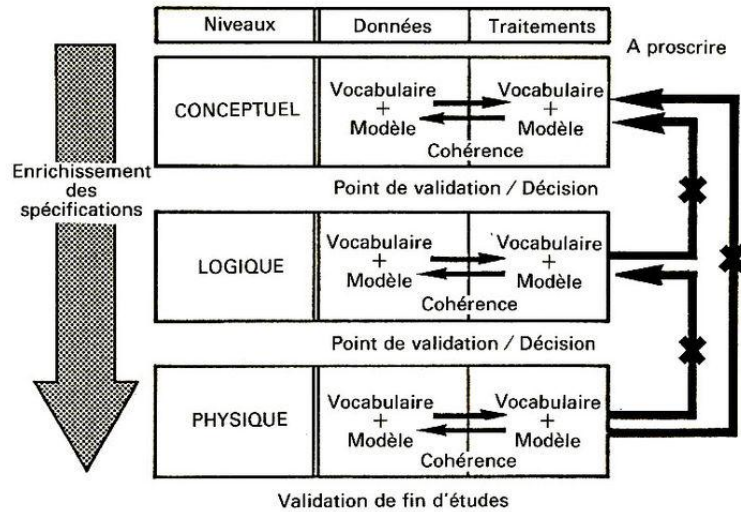 Niveaux Données Traitements
A proscrire
CONCEPTUEL
Vocabulaire
+
Modèle
Vocabulaire
+
Modèle
Cohérence
Enrichissement
des
spécifications
Point de validation / Décision
LOGIQUE
Vocabulaire
+
Modèle
Vocabulaire
+
Modèle
Cohérence
Point de validation / Décision
PHYSIQUE
Vocabulaire
+
Modèle
Vocabulaire
+
Modèle
Cohérence
Validation de fin d'études